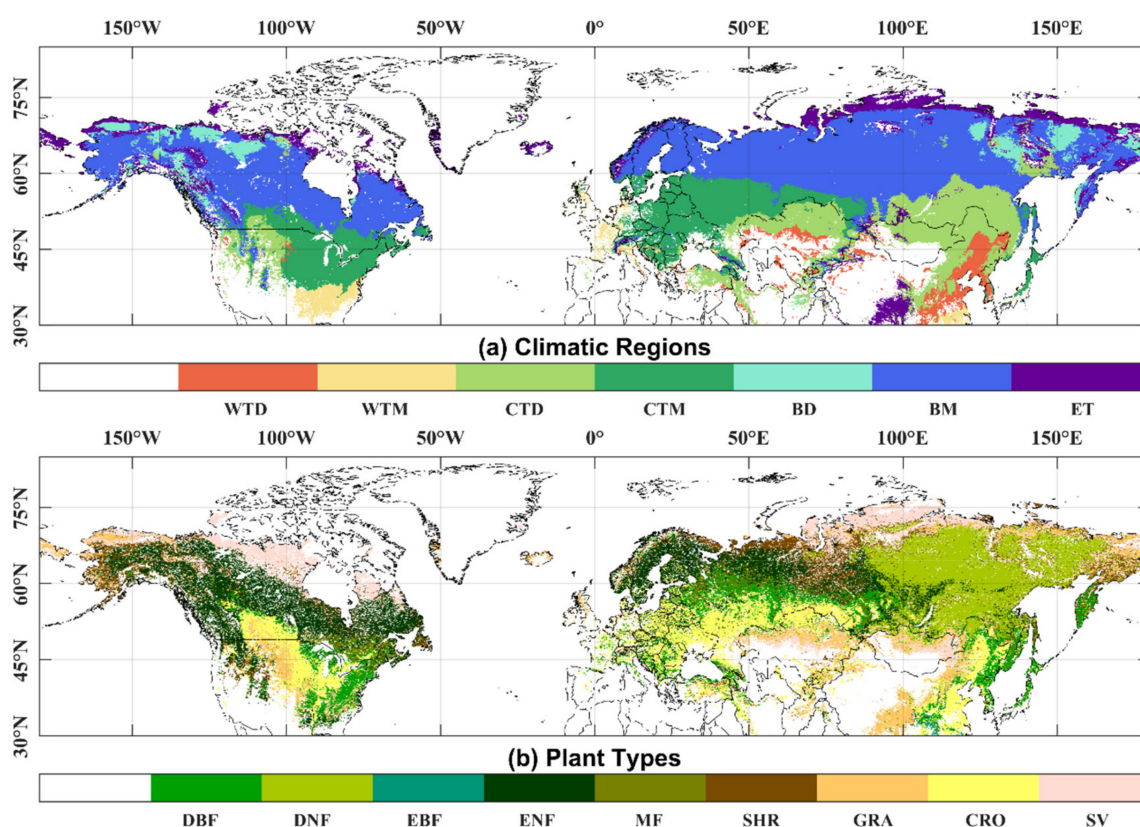 150°W 100°W 50°W 0° 50°E 100°E 150°E
75°N
60°N
45°N
30°N
(a) Climatic Regions
WTD WTM CTD CTM BD BM ET
150°W 100°W 50°W 0° 50°E 100°E 150°E
75°N
60°N
45°N
30°N
(b) Plant Types
DBF DNF EBF ENF MF SHR GRA CRO SV